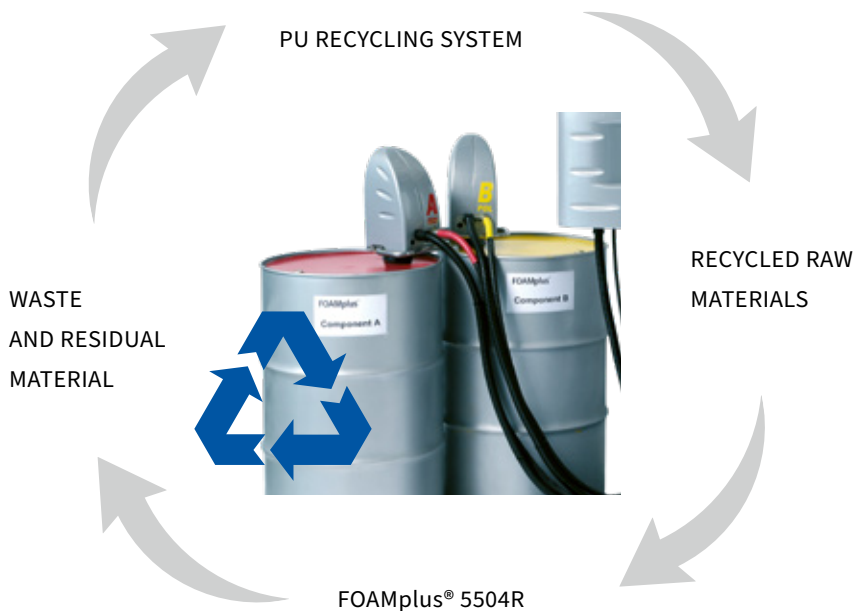 PU RECYCLING SYSTEM
RECYCLED RAW
MATERIALS
FOAMplus® 5504R
WASTE
AND RESIDUAL
MATERIAL
A
B
FOAMplus
Component A
FOAMplus
Component B